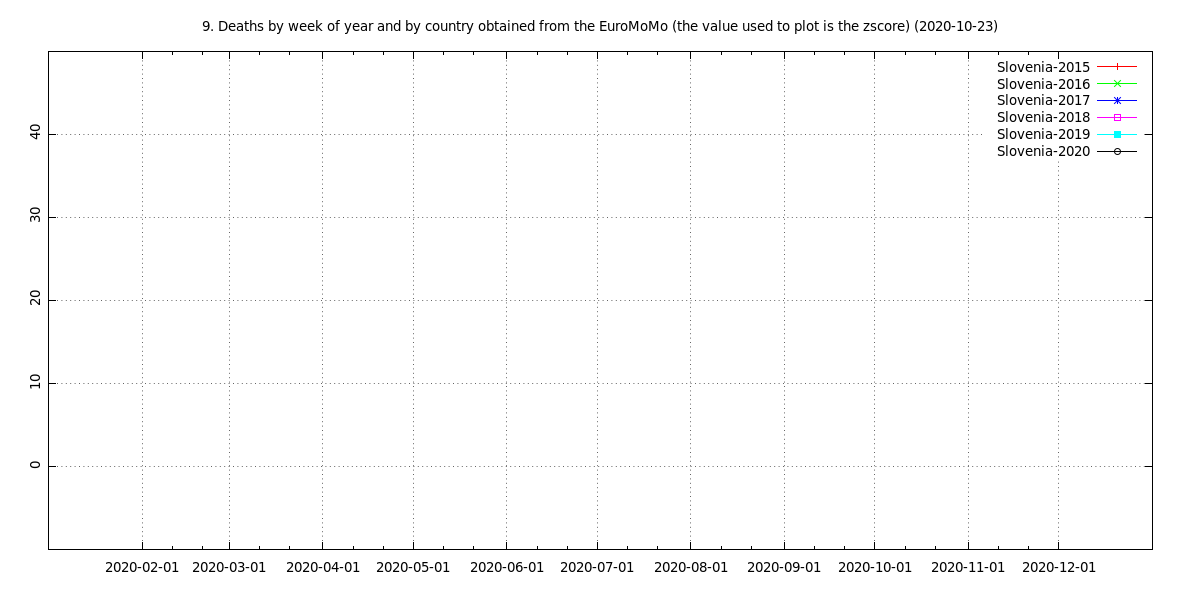 9. Deaths by week of year and by country obtained from the EuroMoMo (the value used to plot is the zscore) (2020-10-23)
Slovenia-2015
Slovenia-2016
Slovenia-2017
Slovenia-2018
Slovenia-2019
Slovenia-2020
40
30
20
10
0
2020-02-01 2020-03-01 2020-04-01 2020-05-01 2020-06-01 2020-07-01 2020-08-01 2020-09-01 2020-10-01 2020-11-01 2020-12-01